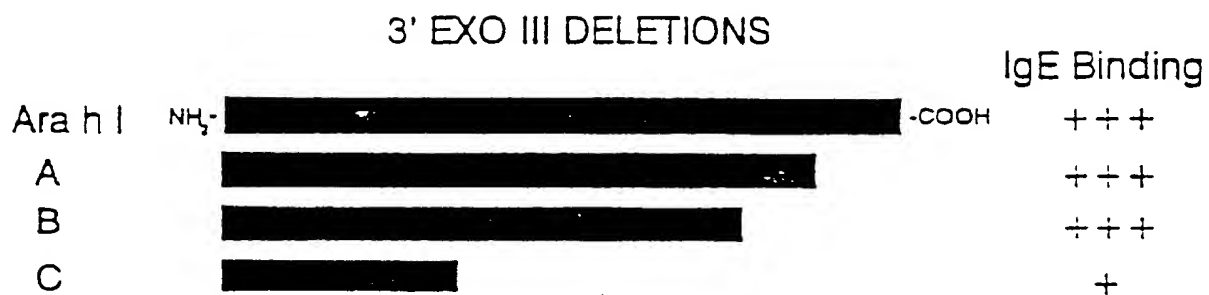 3' EXO III DELETIONS
IgE Binding
Ara h I NH₂- -COOH +++
A +++
B +++
C +